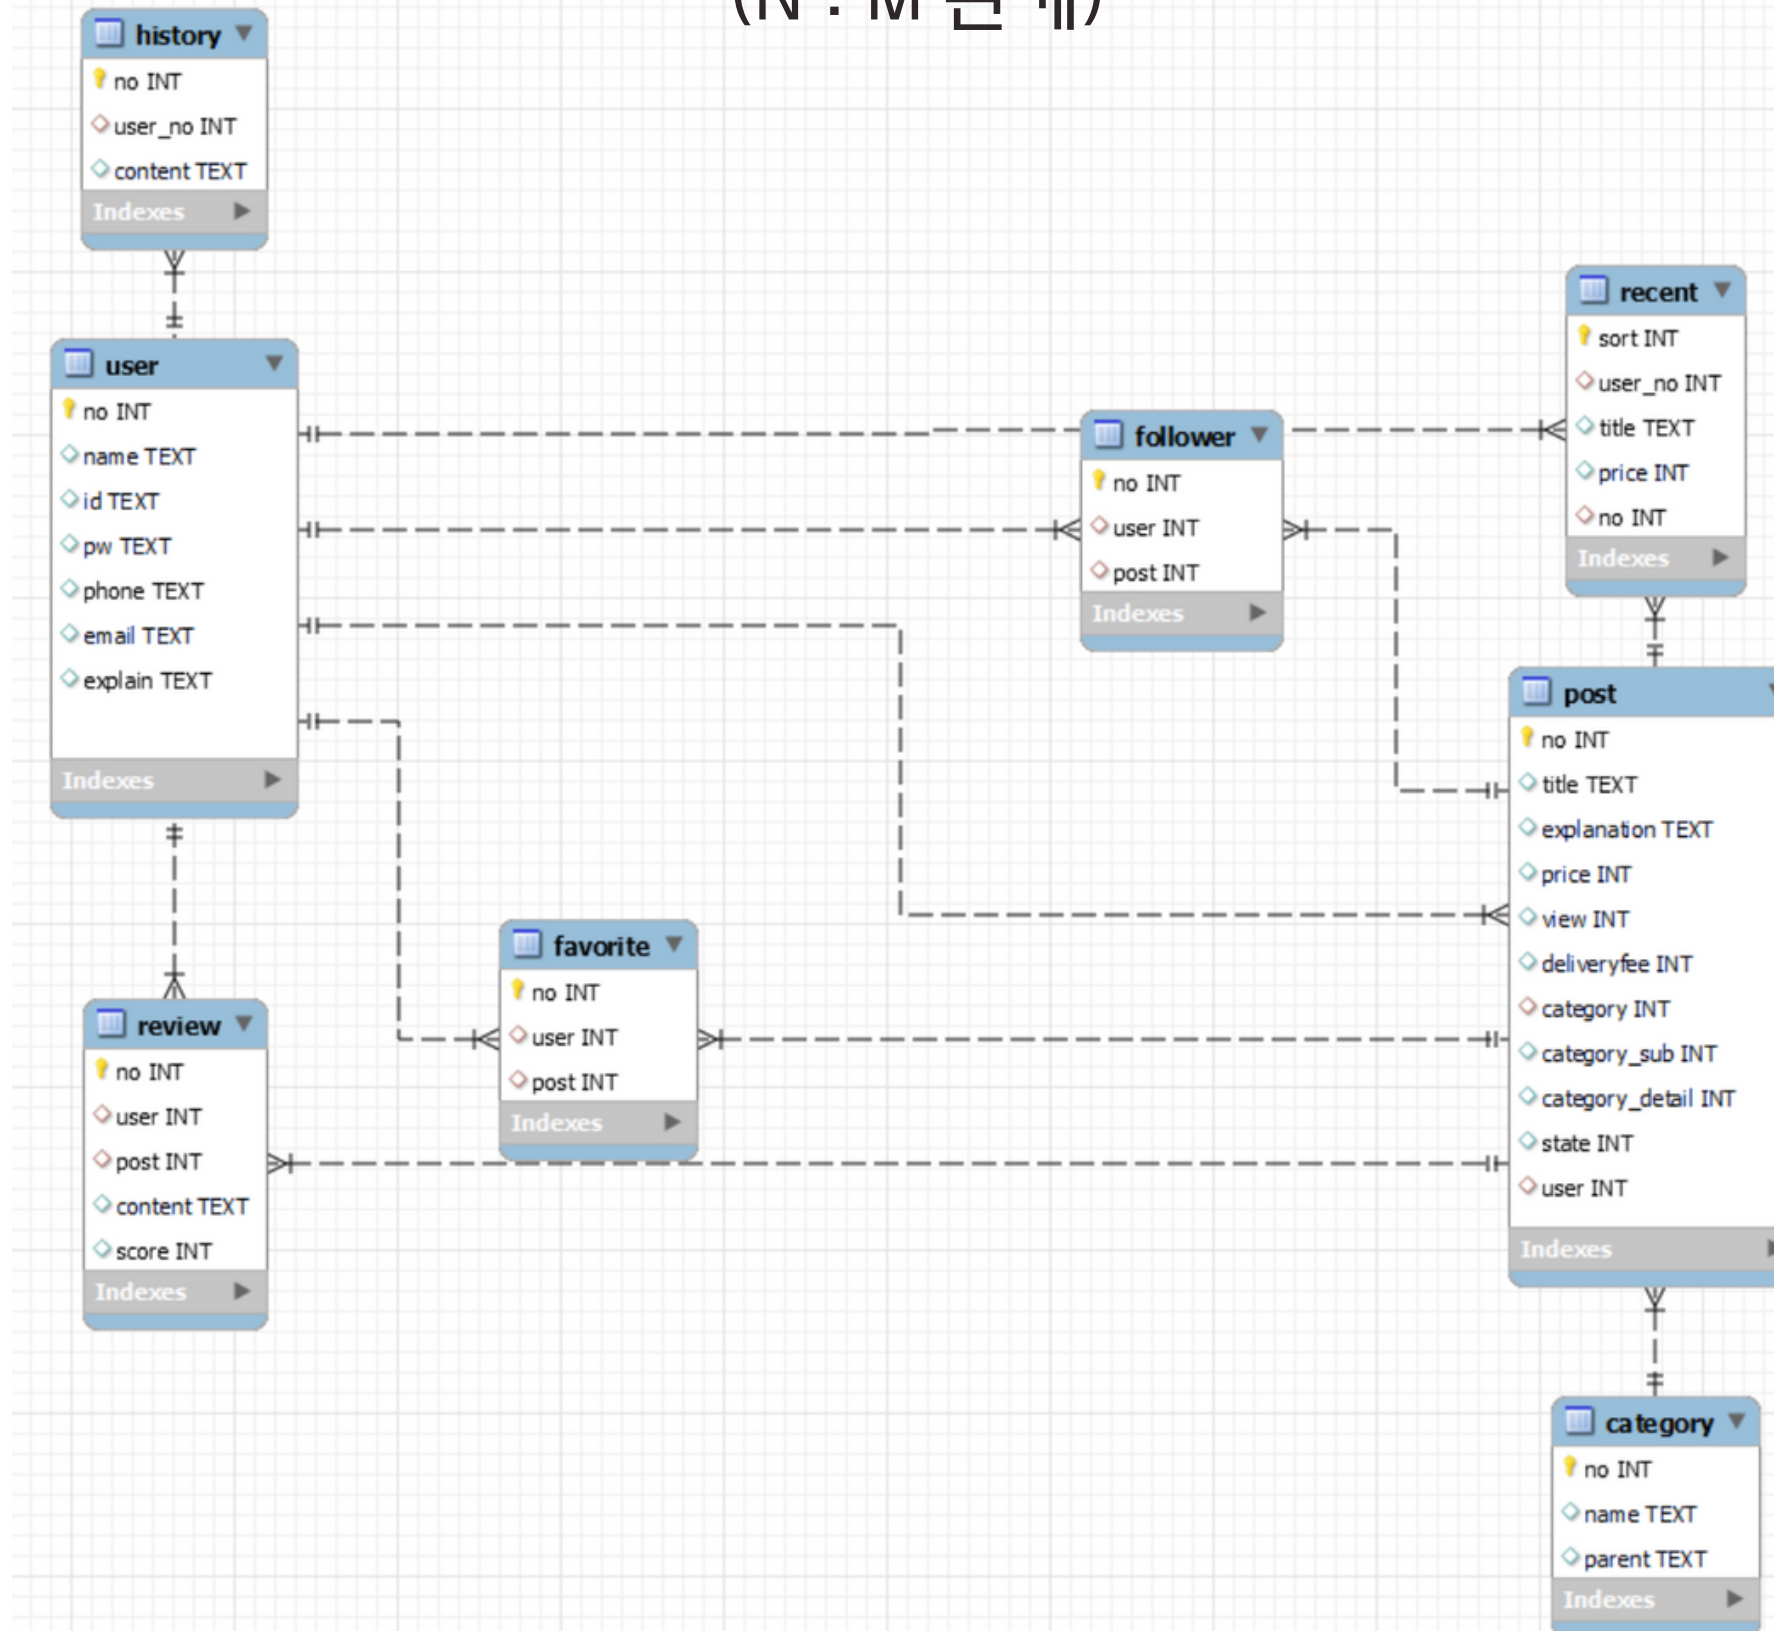 (N : M 관계)
history
no INT
user_no INT
content TEXT
Indexes
user
no INT
name TEXT
id TEXT
pw TEXT
phone TEXT
email TEXT
explain TEXT
Indexes
review
no INT
user INT
post INT
content TEXT
score INT
Indexes
favorite
no INT
user INT
post INT
Indexes
follower
no INT
user INT
post INT
Indexes
recent
sort INT
user_no INT
title TEXT
price INT
no INT
Indexes
post
no INT
title TEXT
explanation TEXT
price INT
view INT
deliveryfee INT
category INT
category_sub INT
category_detail INT
state INT
user INT
Indexes
category
no INT
name TEXT
parent TEXT
Indexes